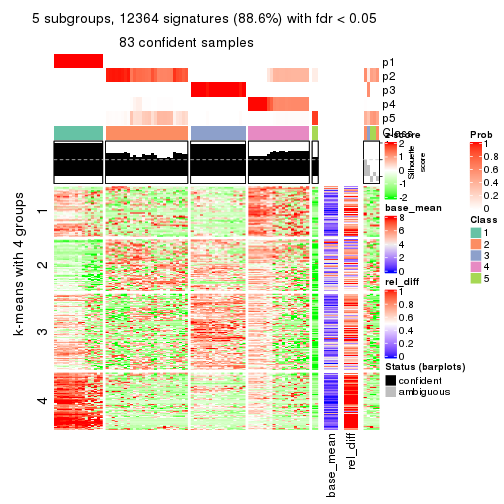 5 subgroups, 12364 signatures (88.6%) with fdr < 0.05
83 confident samples
p1
p2
p3
p4
p5
Class
Silhouette
score
k-means with 4 groups
1
2
3
4
base_mean
rel_diff
z-score
2
1
0
-1
-2
base_mean
8
6
4
2
0
rel_diff
1
0.8
0.6
0.4
0.2
0
Status (barplots)
confident
ambiguous
Prob
1
0.8
0.6
0.4
0.2
0
Class
1
2
3
4
5